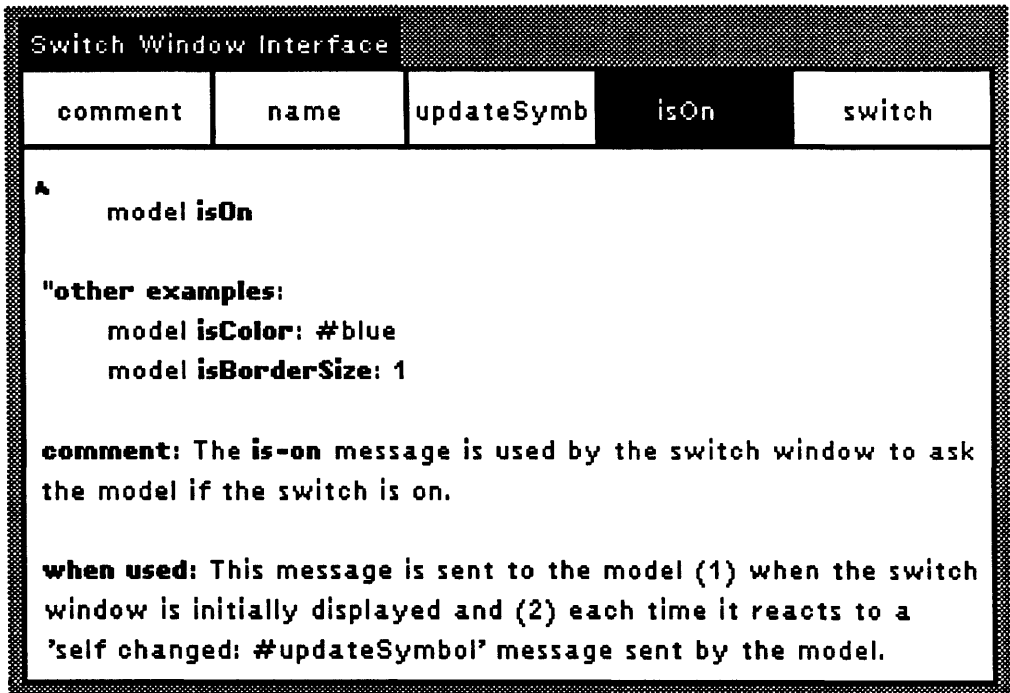 Switch Window Interface
comment name updateSymb isOn switch
model isOn
"other examples:
model isColor: #blue
model isBorderSize: 1
comment: The is-on message is used by the switch window to ask
the model if the switch is on.
when used: This message is sent to the model (1) when the switch
window is initially displayed and (2) each time it reacts to a
'self changed: #updateSymbol' message sent by the model.